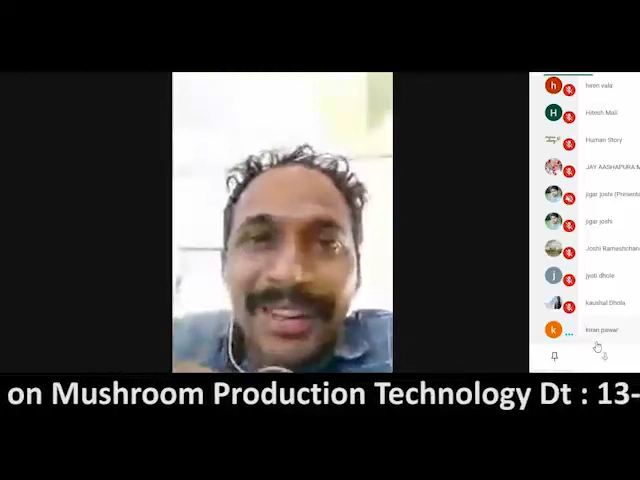 h
hiren vala
H
Hitesh Mali
Human Story
JAY AASHAPURA M
jigar joshi (Presenta
jigar joshi
Joshi Rameshchan
j
jyoti dhole
kaushal Dhola
k
kiran pawar
on Mushroom Production Technology Dt : 13-